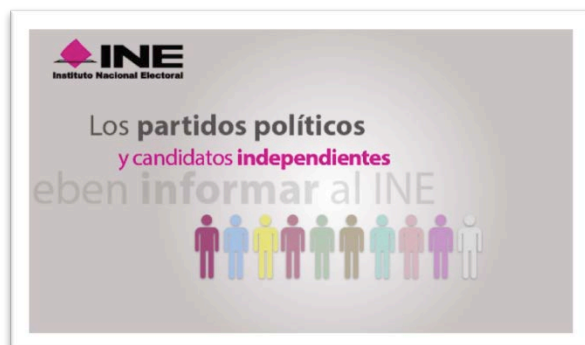 INE
Instituto Nacional Electoral
Los partidos políticos
y candidatos independientes
eben informar al INE